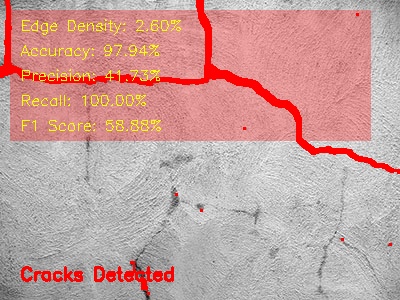 Edge Density: 2.60%
Accuracy: 97.94%
Precision: 41.73%
Recall: 100.00%
F1 Score: 58.88%
Cracks Detected